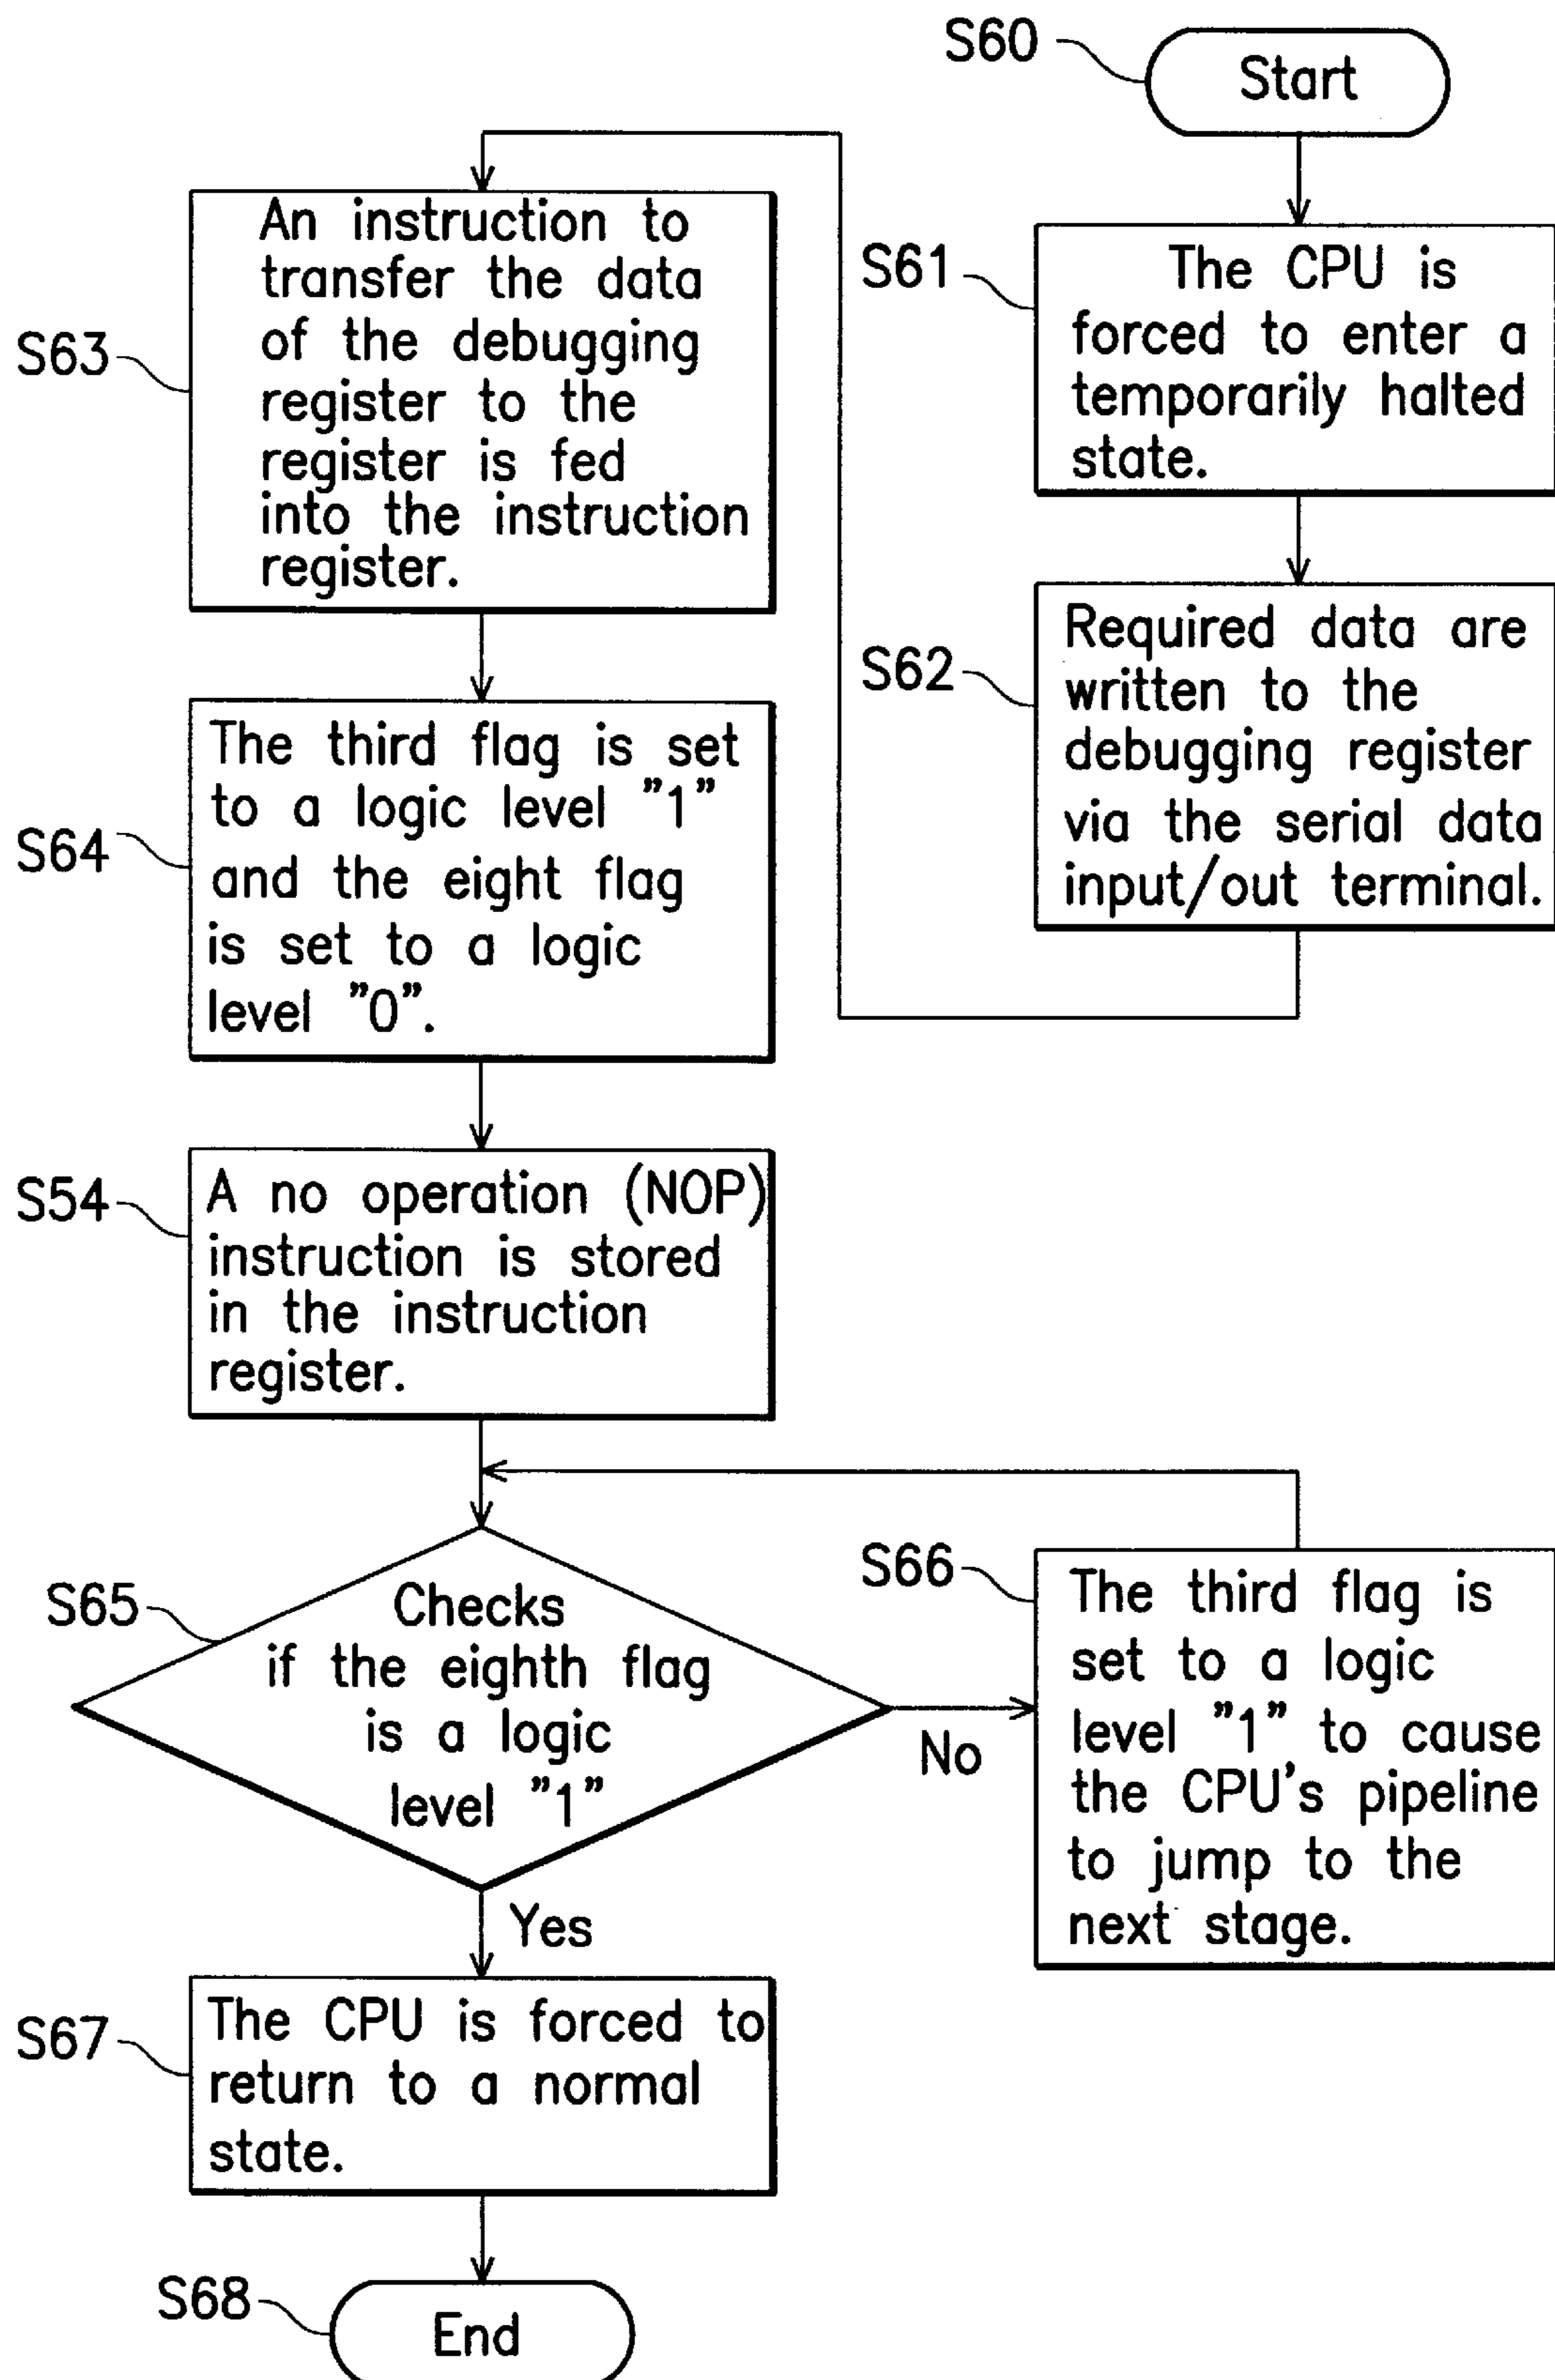 S60
Start
S61
The CPU is
forced to enter a
temporarily halted
state.
S62
Required data are
written to the
debugging register
via the serial data
input/out terminal.
S63
An instruction to
transfer the data
of the debugging
register to the
register is fed
into the instruction
register.
S64
The third flag is set
to a logic level "1"
and the eight flag
is set to a logic
level "0".
S54
A no operation (NOP)
instruction is stored
in the instruction
register.
S65
Checks
if the eighth flag
is a logic
level "1"
No
S66
The third flag is
set to a logic
level "1" to cause
the CPU's pipeline
to jump to the
next stage.
Yes
S67
The CPU is forced to
return to a normal
state.
S68
End